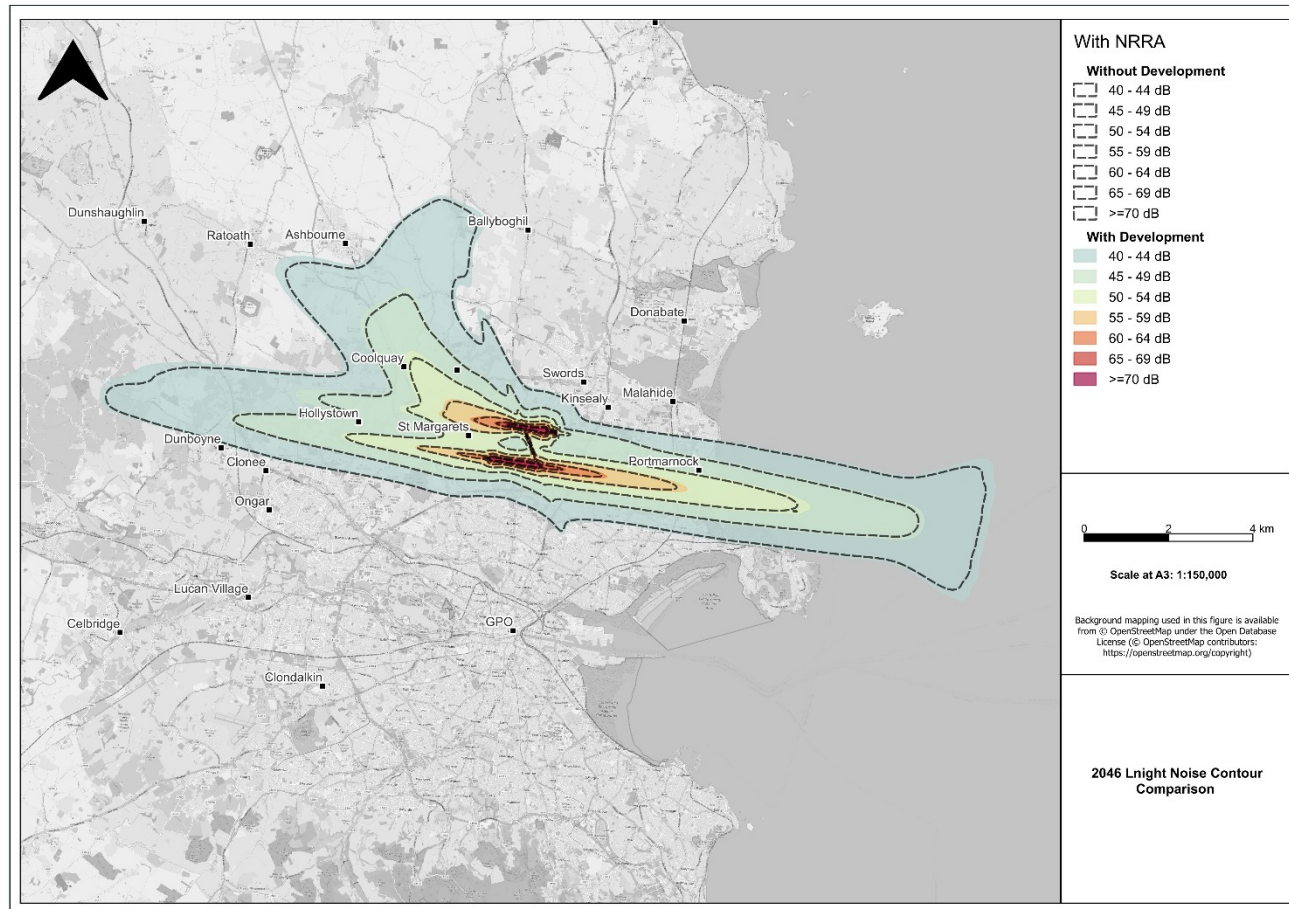 Dunshaughlin
Ratoath
Ashbourne
Ballyboghil
Donabate
Coolquay
Swords
Kinsealy
Malahide
Hollystown
St Margarets
Dunboyne
Clonee
Portmarnock
Ongar
Lucan Village
Celbridge
GPO
Clondalkin
With NRRA
Without Development
40 - 44 dB
45 - 49 dB
50 - 54 dB
55 - 59 dB
60 - 64 dB
65 - 69 dB
>=70 dB
With Development
40 - 44 dB
45 - 49 dB
50 - 54 dB
55 - 59 dB
60 - 64 dB
65 - 69 dB
>=70 dB
0 2 4 km
Scale at A3: 1:150,000
Background mapping used in this figure is available
from © OpenStreetMap under the Open Database
License (© OpenStreetMap contributors:
https://openstreetmap.org/copyright)
2046 Lnight Noise Contour
Comparison